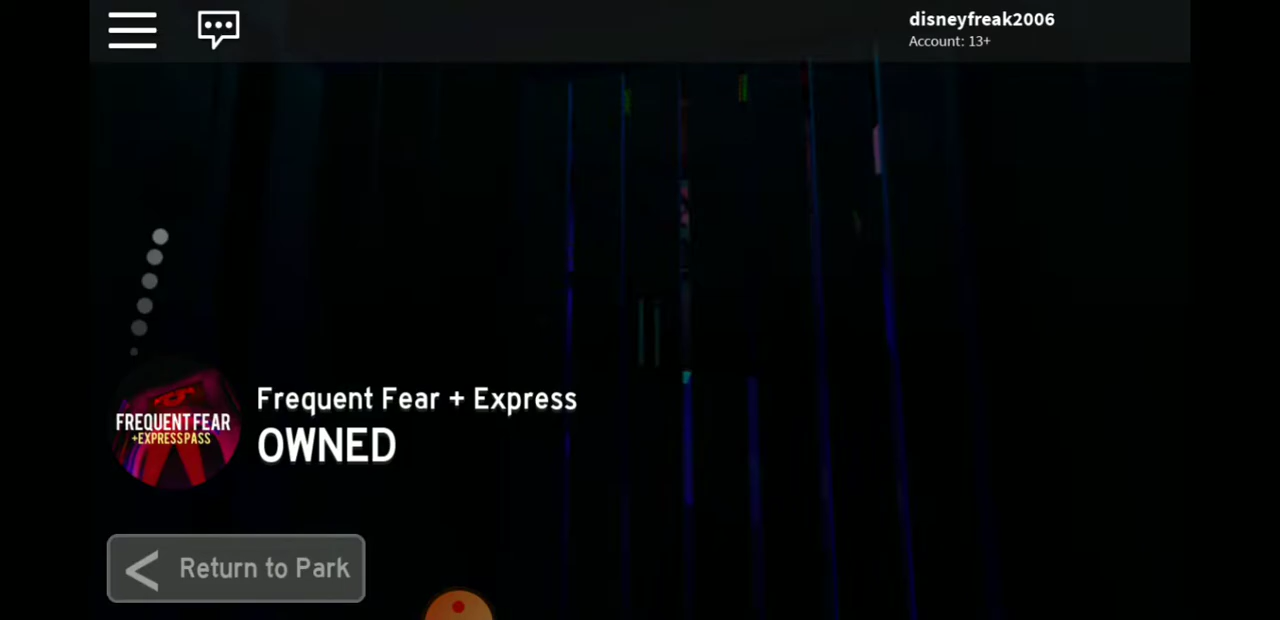 disneyfreak2006
Account: 13+
Frequent Fear + Express
OWNED
FREQUENT FEAR
+EXPRESS PASS
Return to Park